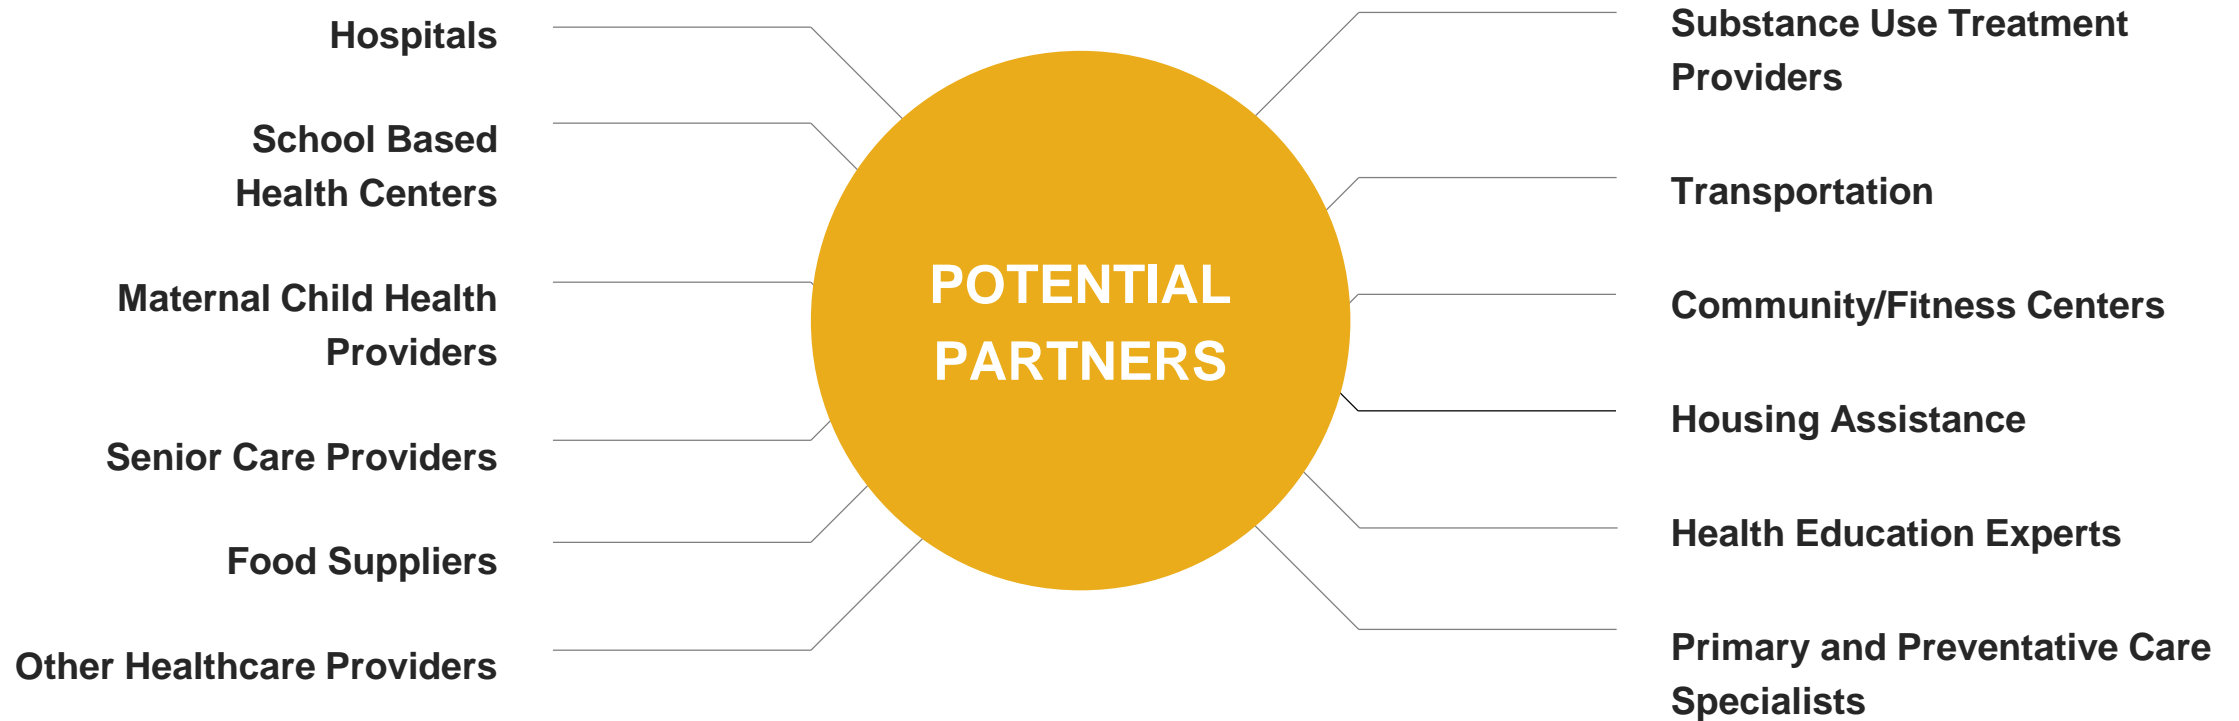 Hospitals
School Based
Health Centers
Maternal Child Health
Providers
Senior Care Providers
Food Suppliers
Other Healthcare Providers
POTENTIAL
PARTNERS
Substance Use Treatment
Providers
Transportation
Community/Fitness Centers
Housing Assistance
Health Education Experts
Primary and Preventative Care
Specialists